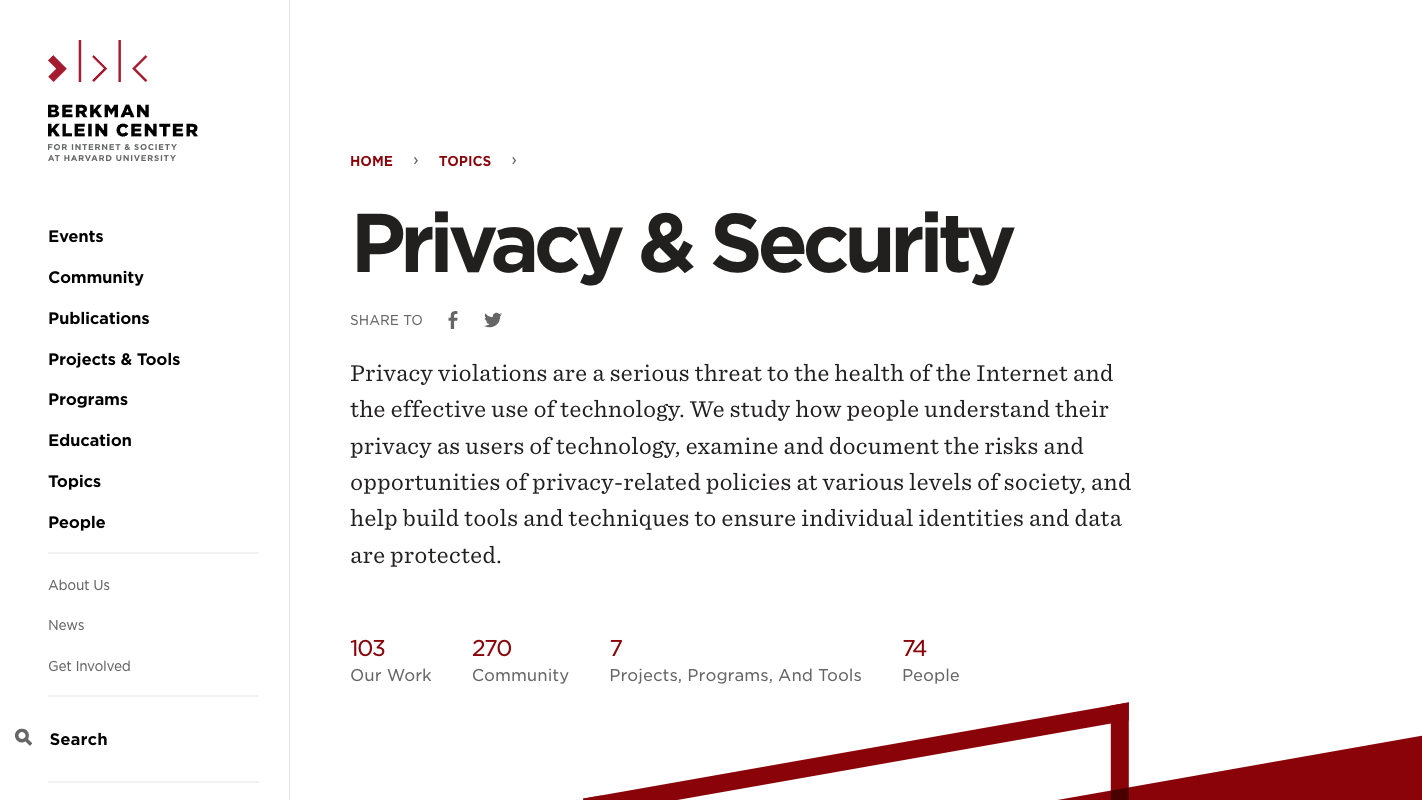 BERKMAN
KLEIN CENTER
FOR INTERNET & SOCIETY
AT HARVARD UNIVERSITY
Events
Community
Publications
Projects & Tools
Programs
Education
Topics
People
About Us
News
Get Involved
Search
HOME › TOPICS ›
Privacy & Security
SHARE TO
Privacy violations are a serious threat to the health of the Internet and
the effective use of technology. We study how people understand their
privacy as users of technology, examine and document the risks and
opportunities of privacy-related policies at various levels of society, and
help build tools and techniques to ensure individual identities and data
are protected.
103 270 7 74
Our Work Community Projects, Programs, And Tools People